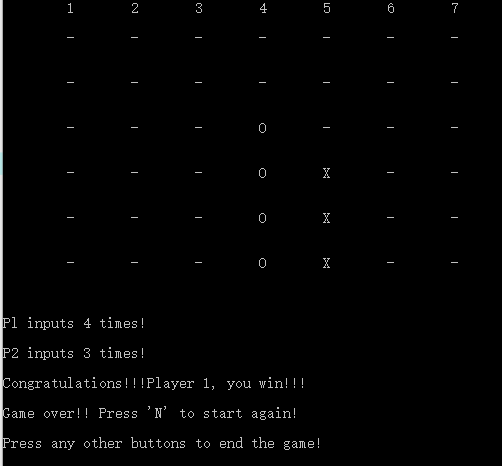 1 2 3 4 5 6 7
- - - - - - -
- - - - - - -
- - - O - - -
- - - O X - -
- - - O X - -
- - - O X - -
P1 inputs 4 times!
P2 inputs 3 times!
Congratulations!!!Player 1, you win!!!
Game over!! Press 'N' to start again!
Press any other buttons to end the game!